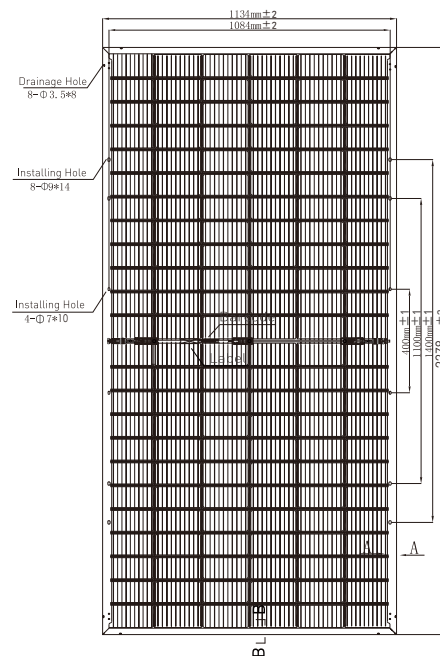 1134mm±2
1084mm±2
Drainage Hole
8-Φ3.5*8
Installing Hole
8-Φ9*14
Installing Hole
4-Φ7*10
Label
400mm±1
1100mm±1
1400mm±1
A
A
B
B